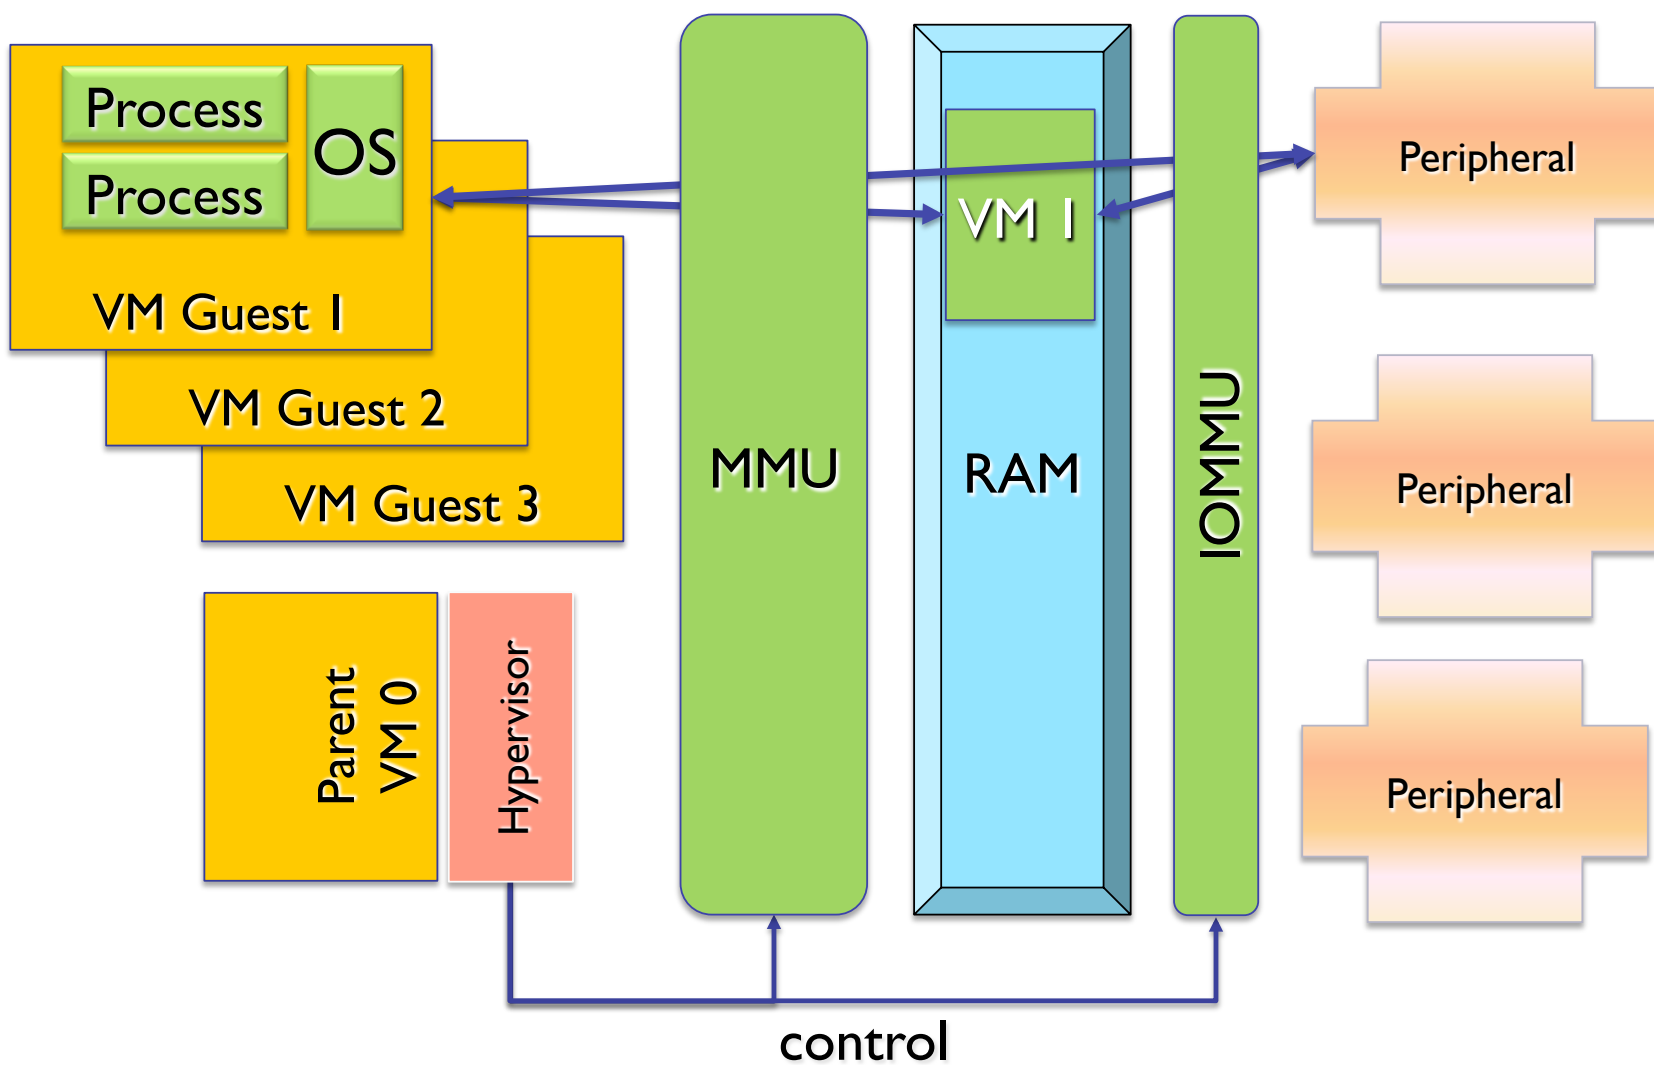 Process
Process
OS
VM Guest 1
VM Guest 2
VM Guest 3
Parent
VM 0
Hypervisor
MMU
VM 1
RAM
IOMMU
Peripheral
Peripheral
Peripheral
control